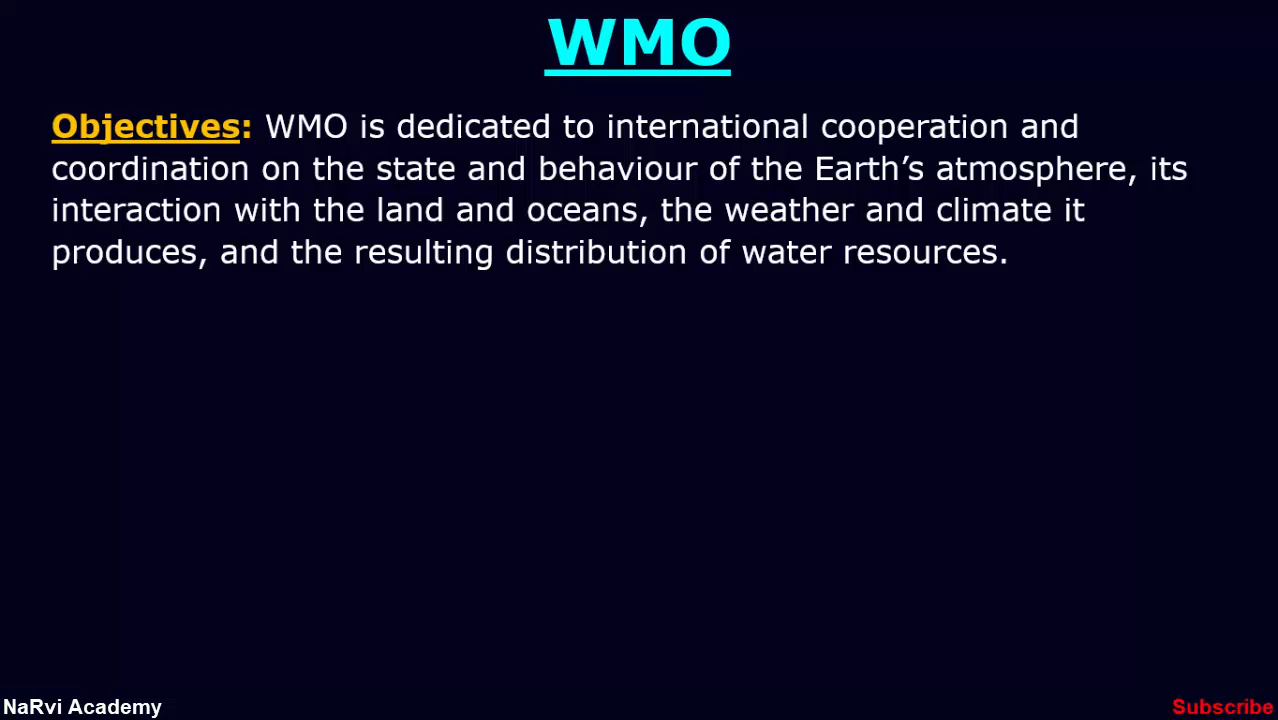 WMO
Objectives: WMO is dedicated to international cooperation and
coordination on the state and behaviour of the Earth’s atmosphere, its
interaction with the land and oceans, the weather and climate it
produces, and the resulting distribution of water resources.
NaRvi Academy
Subscribe